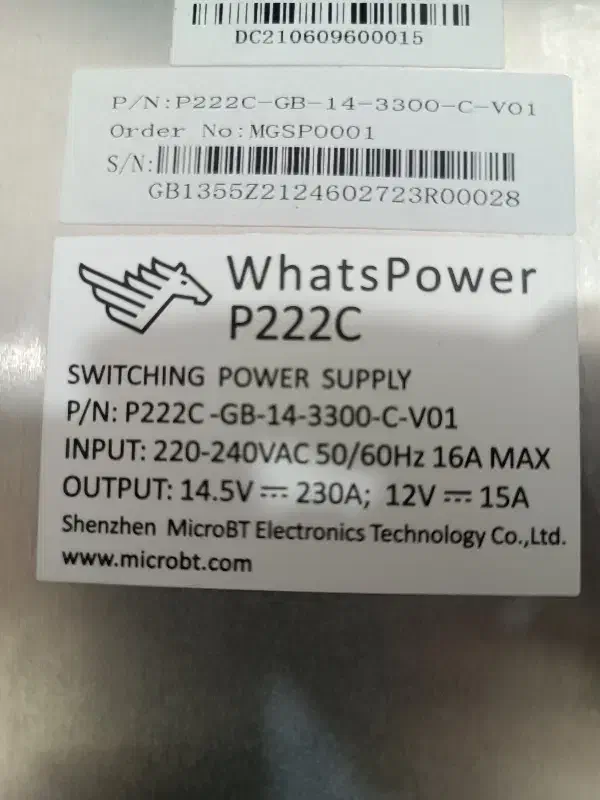 DC210609600015
P/N:P222C-GB-14-3300-C-V01
Order No:MGSP0001
S/N:
GB1355Z2124602723R00028
WhatsPower
P222C
SWITCHING POWER SUPPLY
P/N: P222C-GB-14-3300-C-V01
INPUT: 220-240VAC 50/60Hz 16A MAX
OUTPUT: 14.5V⎓230A; 12V⎓15A
Shenzhen MicroBT Electronics Technology Co.,Ltd.
www.microbt.com